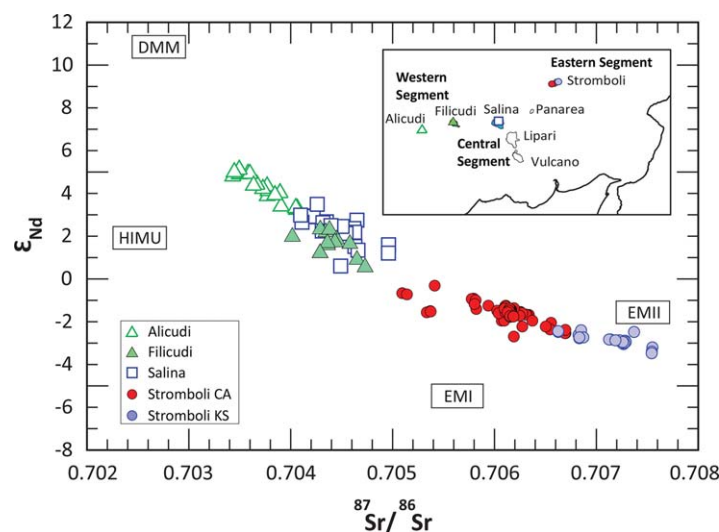 12
10
8
6
4
2
0
-2
-4
-6
-8
εNd
DMM
HIMU
EMI
EMII
Eastern Segment
Stromboli
Western
Segment
Alicudi
Filicudi
Salina
Panarea
Lipari
Central
Segment
Vulcano
Alicudi
Filicudi
Salina
Stromboli CA
Stromboli KS
0.702 0.703 0.704 0.705 0.706 0.707 0.708
87Sr/86Sr